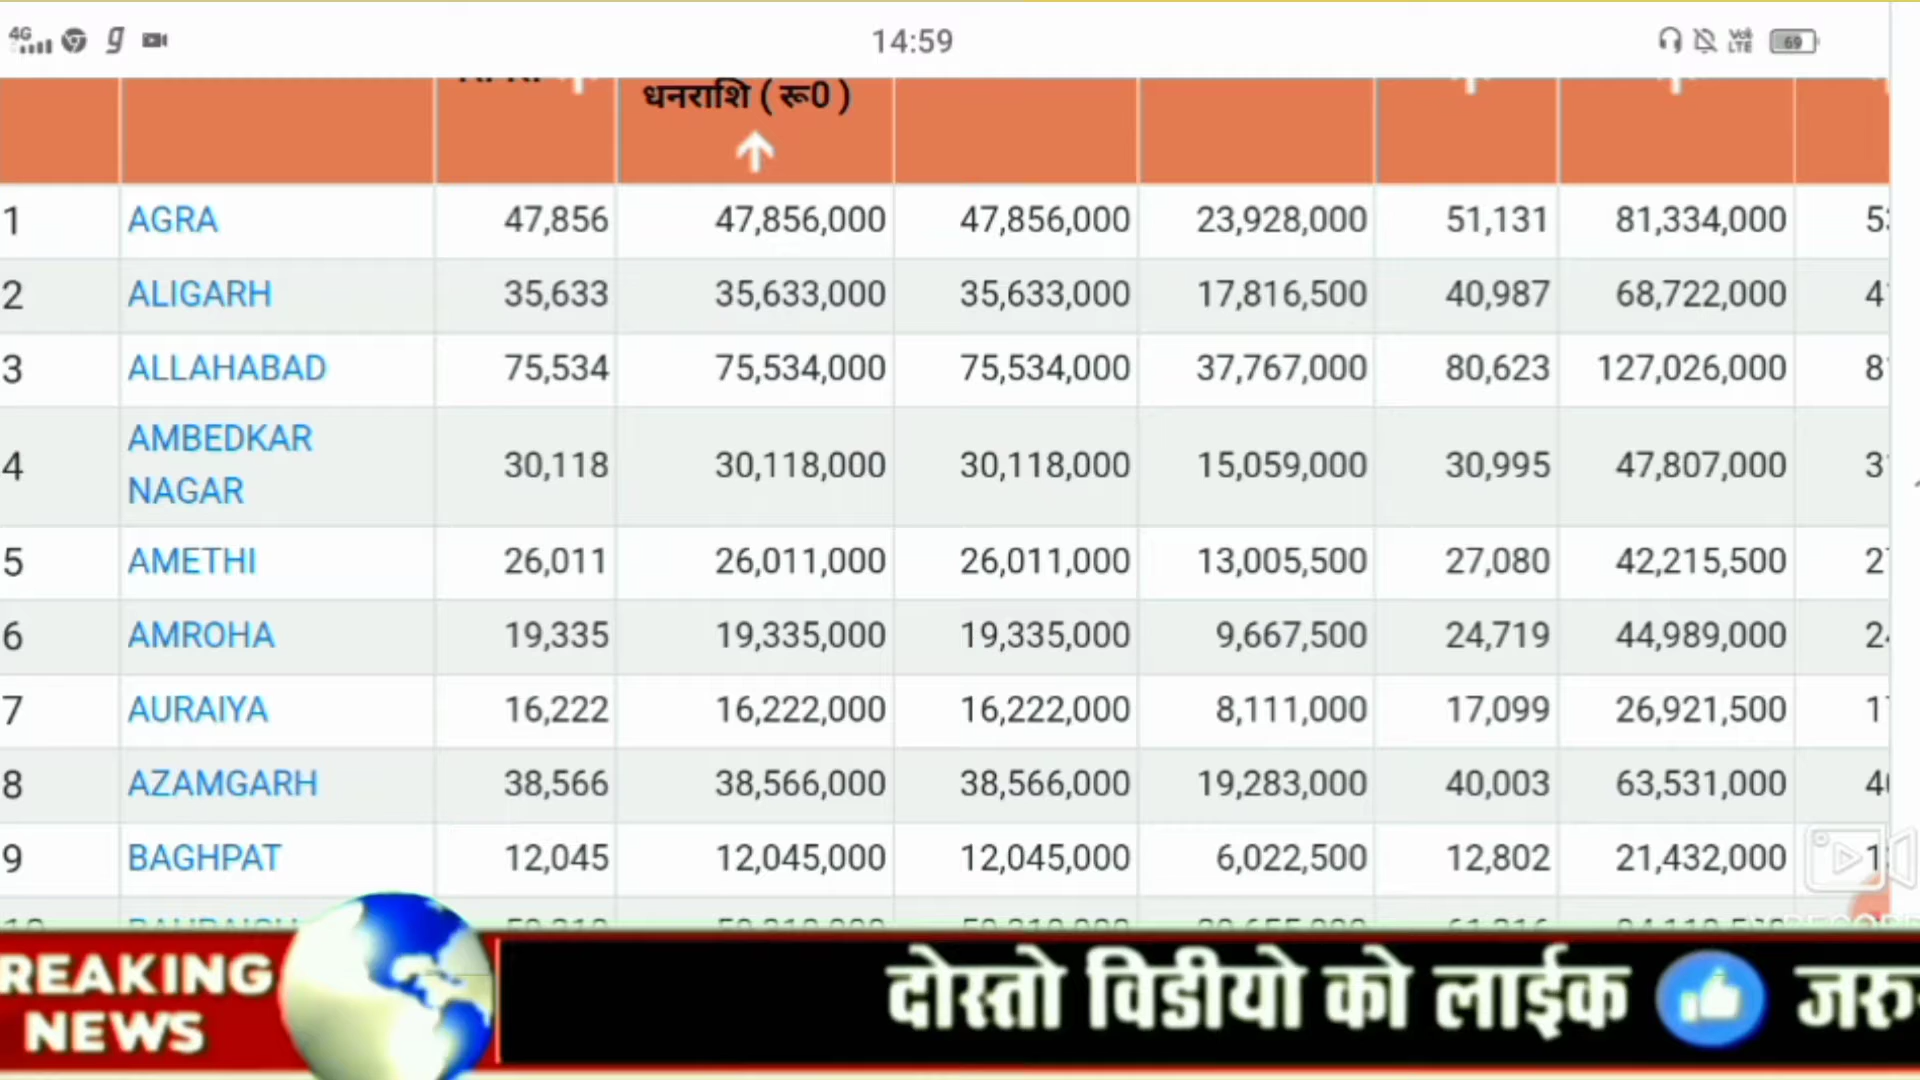 4G 14:59 Vo) LTE 69
धनराशि ( रू0 )
1 AGRA 47,856 47,856,000 47,856,000 23,928,000 51,131 81,334,000
2 ALIGARH 35,633 35,633,000 35,633,000 17,816,500 40,987 68,722,000
3 ALLAHABAD 75,534 75,534,000 75,534,000 37,767,000 80,623 127,026,000
4 AMBEDKAR NAGAR 30,118 30,118,000 30,118,000 15,059,000 30,995 47,807,000
5 AMETHI 26,011 26,011,000 26,011,000 13,005,500 27,080 42,215,500
6 AMROHA 19,335 19,335,000 19,335,000 9,667,500 24,719 44,989,000
7 AURAIYA 16,222 16,222,000 16,222,000 8,111,000 17,099 26,921,500
8 AZAMGARH 38,566 38,566,000 38,566,000 19,283,000 40,003 63,531,000
9 BAGHPAT 12,045 12,045,000 12,045,000 6,022,500 12,802 21,432,000
REAKING
NEWS
दोस्तो विडीयो को लाईक